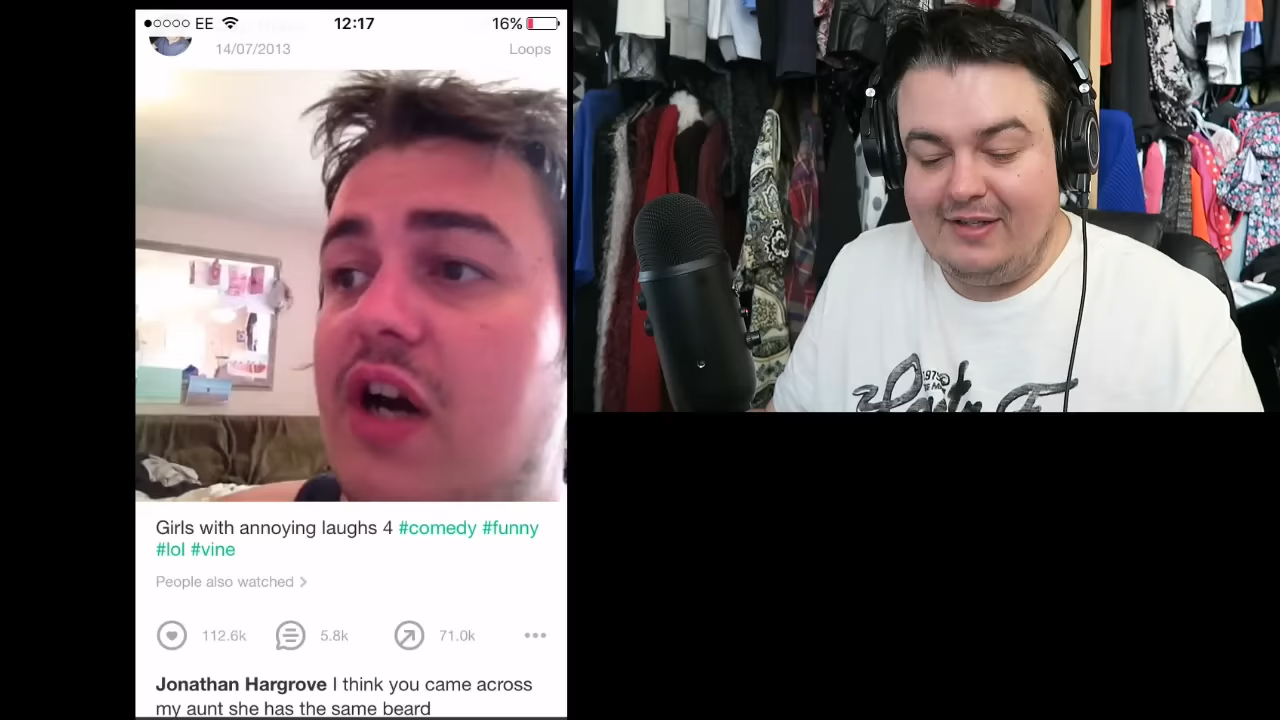 EE 12:17 16%
14/07/2013 Loops
Girls with annoying laughs 4 #comedy #funny
#lol #vine
People also watched
112.6k 5.8k 71.0k
Jonathan Hargrove I think you came across
my aunt she has the same beard